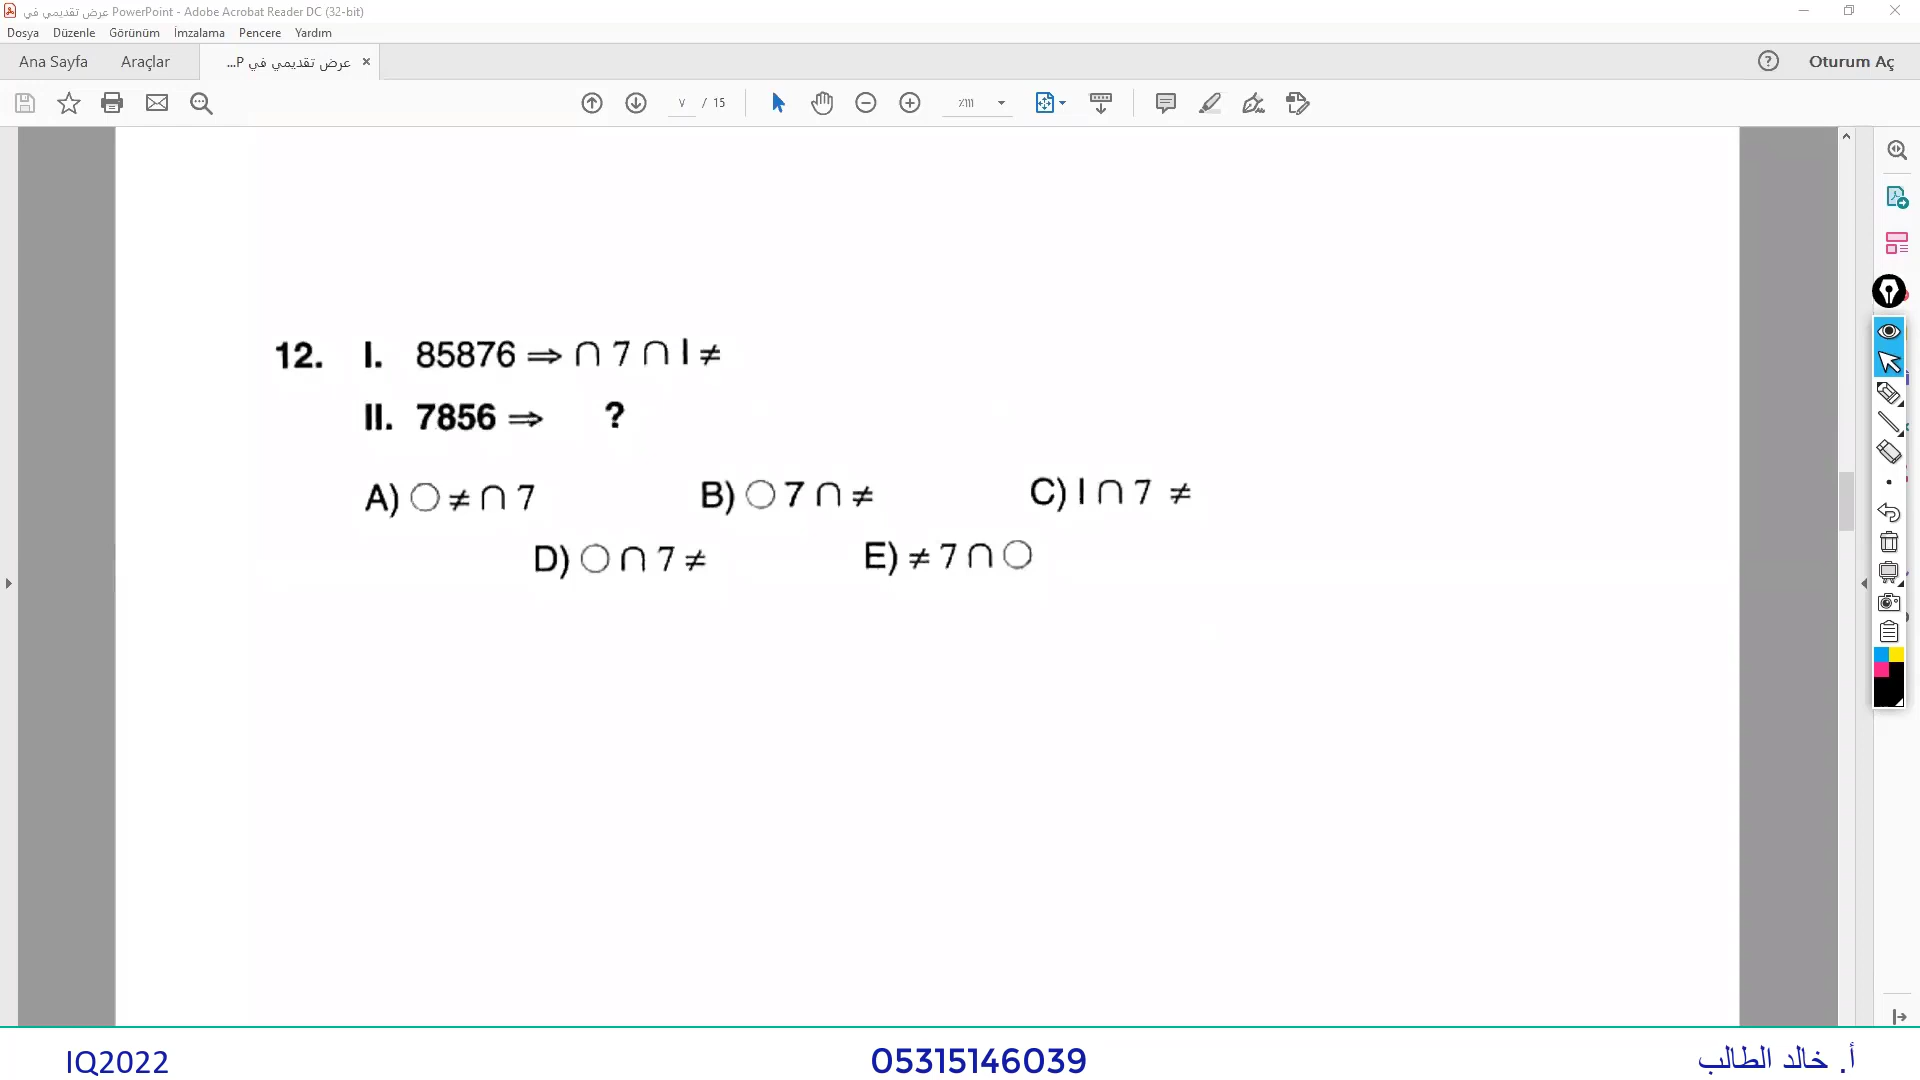 عرض تقديمي في PowerPoint - Adobe Acrobat Reader DC (32-bit)
Dosya Düzenle Görünüm İmzalama Pencere Yardım
Ana Sayfa Araçlar عرض تقديمي في P... × Oturum Aç
٧ / 15 ٪١١١
12. I. 85876 ⇒ ∩ 7 ∩ I ≠
II. 7856 ⇒ ?
A) ○ ≠ ∩ 7 B) ○ 7 ∩ ≠ C) I ∩ 7 ≠
D) ○ ∩ 7 ≠ E) ≠ 7 ∩ ○
IQ2022 05315146039 أ. خالد الطالب